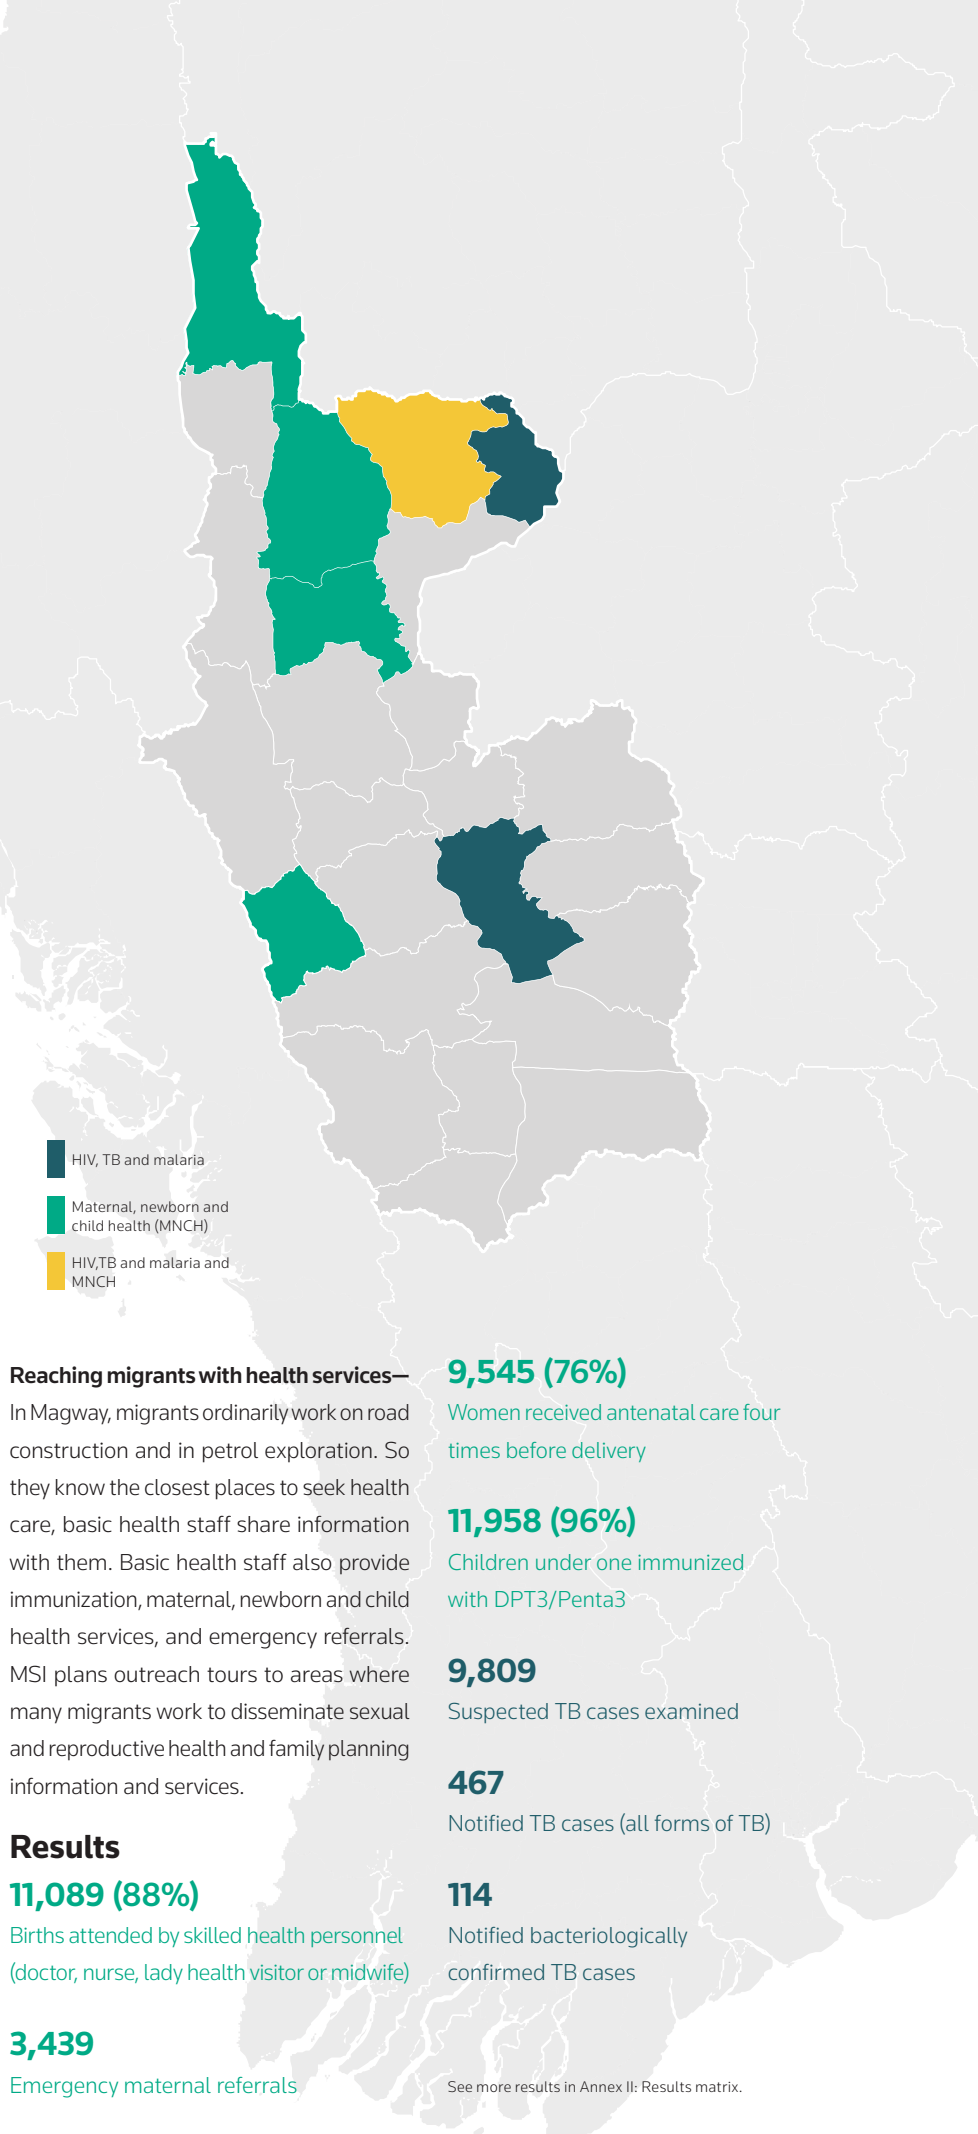 HIV, TB and malaria
Maternal, newborn and
child health (MNCH)
HIV,TB and malaria and
MNCH
Reaching migrants with health services—
In Magway, migrants ordinarily work on road
construction and in petrol exploration. So
they know the closest places to seek health
care, basic health staff share information
with them. Basic health staff also provide
immunization, maternal, newborn and child
health services, and emergency referrals.
MSI plans outreach tours to areas where
many migrants work to disseminate sexual
and reproductive health and family planning
information and services.
Results
11,089 (88%)
Births attended by skilled health personnel
(doctor, nurse, lady health visitor or midwife)
3,439
Emergency maternal referrals
9,545 (76%)
Women received antenatal care four
times before delivery
11,958 (96%)
Children under one immunized
with DPT3/Penta3
9,809
Suspected TB cases examined
467
Notified TB cases (all forms of TB)
114
Notified bacteriologically
confirmed TB cases
See more results in Annex II: Results matrix.